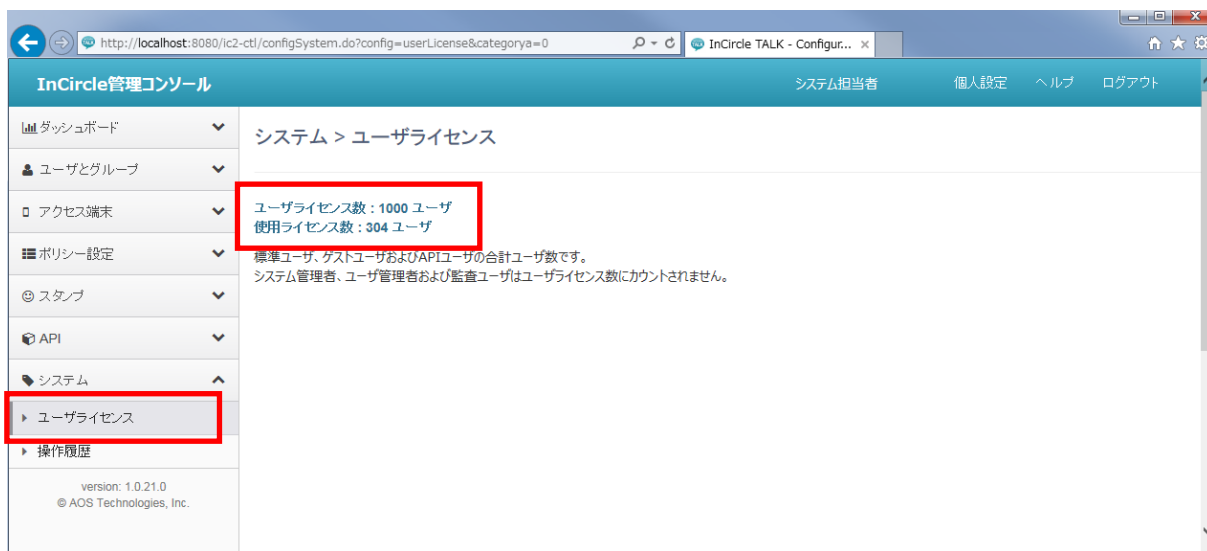 http://localhost:8080/ic2-ctl/configSystem.do?config=userLicense&categorya=0
InCircle TALK - Configur...
InCircle管理コンソール
システム担当者
個人設定
ヘルプ
ログアウト
ダッシュボード
ユーザとグループ
アクセス端末
ポリシー設定
スタンプ
API
システム
ユーザライセンス
操作履歴
version: 1.0.21.0
© AOS Technologies, Inc.
システム > ユーザライセンス
ユーザライセンス数 : 1000 ユーザ
使用ライセンス数 : 304 ユーザ
標準ユーザ、ゲストユーザおよびAPIユーザの合計ユーザ数です。
システム管理者、ユーザ管理者および監査ユーザはユーザライセンス数にカウントされません。